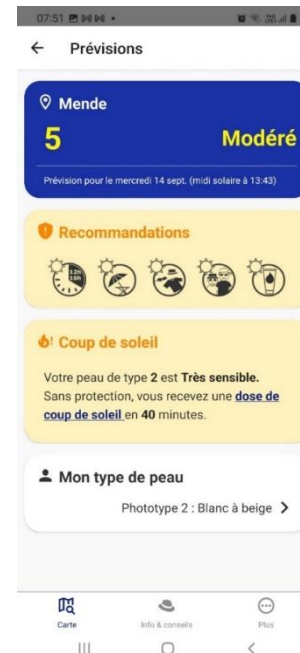 07:51
Prévisions
Mende
5 Modéré
Prévision pour le mercredi 14 sept. (midi solaire à 13:43)
Recommandations
12h
16h
Coup de soleil
Votre peau de type 2 est Très sensible.
Sans protection, vous recevez une dose de
coup de soleil en 40 minutes.
Mon type de peau
Phototype 2 : Blanc à beige
Carte Info & conseils Plus